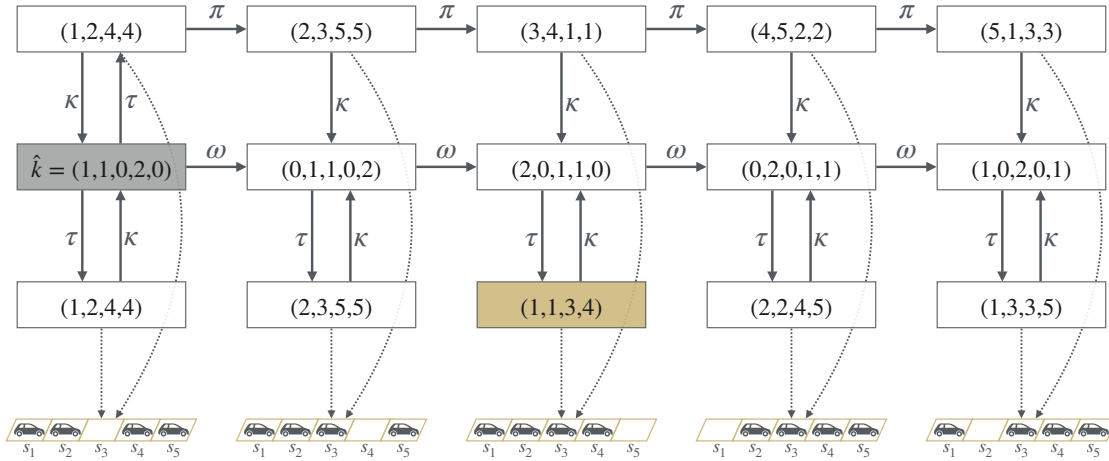 π π π π
(1,2,4,4) (2,3,5,5) (3,4,1,1) (4,5,2,2) (5,1,3,3)
κ τ κ κ κ κ
k̂ = (1,1,0,2,0) ω (0,1,1,0,2) ω (2,0,1,1,0) ω (0,2,0,1,1) ω (1,0,2,0,1)
τ κ τ κ τ κ τ κ τ κ
(1,2,4,4) (2,3,5,5) (1,1,3,4) (2,2,4,5) (1,3,3,5)
s₁ s₂ s₃ s₄ s₅ s₁ s₂ s₃ s₄ s₅ s₁ s₂ s₃ s₄ s₅ s₁ s₂ s₃ s₄ s₅ s₁ s₂ s₃ s₄ s₅